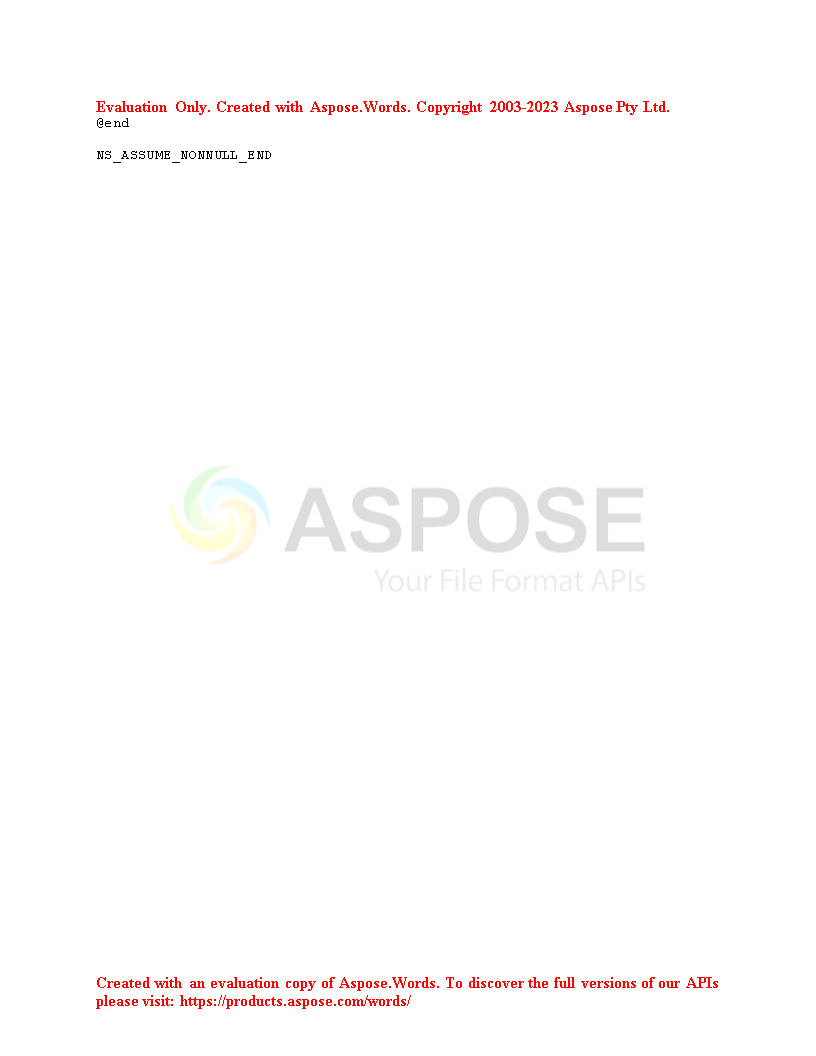 Evaluation Only. Created with Aspose.Words. Copyright 2003-2023 Aspose Pty Ltd.
@end
NS_ASSUME_NONNULL_END
ASPOSE
Your File Format APIs
Created with an evaluation copy of Aspose.Words. To discover the full versions of our APIs
please visit: https://products.aspose.com/words/